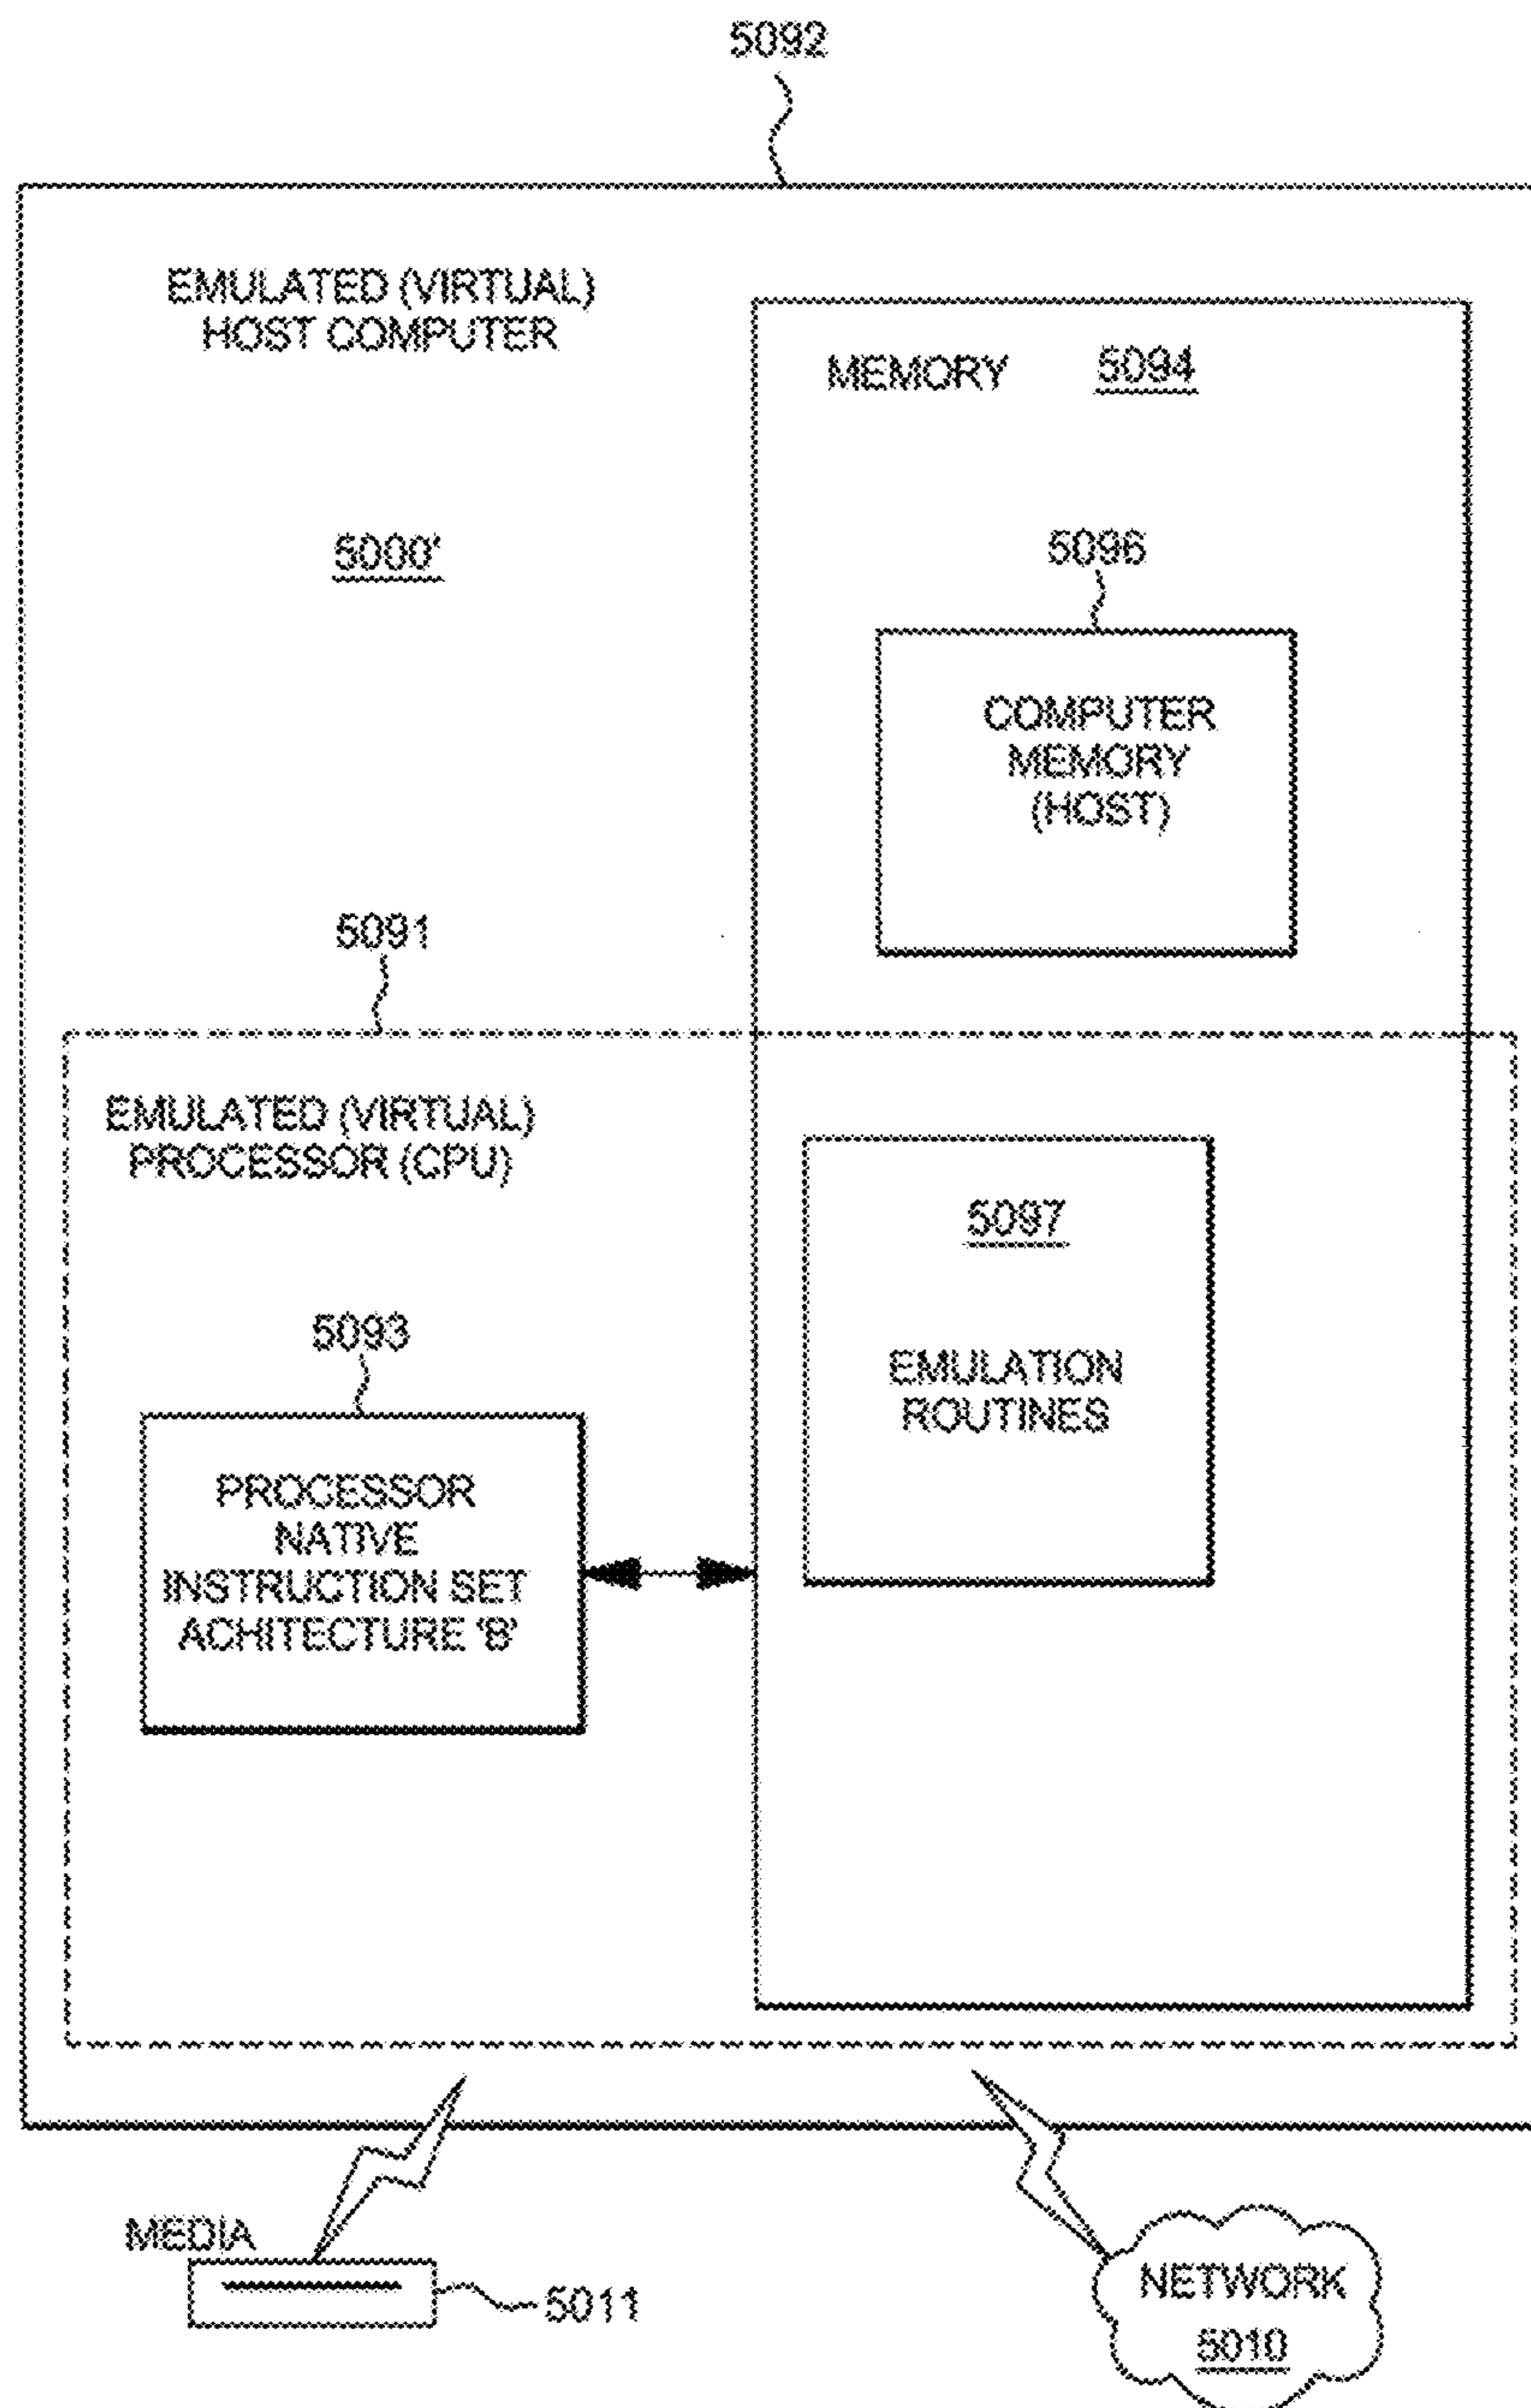 5092
EMULATED (VIRTUAL)
HOST COMPUTER
5000'
MEMORY 5094
5096
COMPUTER
MEMORY
(HOST)
5091
EMULATED (VIRTUAL)
PROCESSOR (CPU)
5097
EMULATION
ROUTINES
5093
PROCESSOR
NATIVE
INSTRUCTION SET
ACHITECTURE 'B'
MEDIA
5011
NETWORK
5010